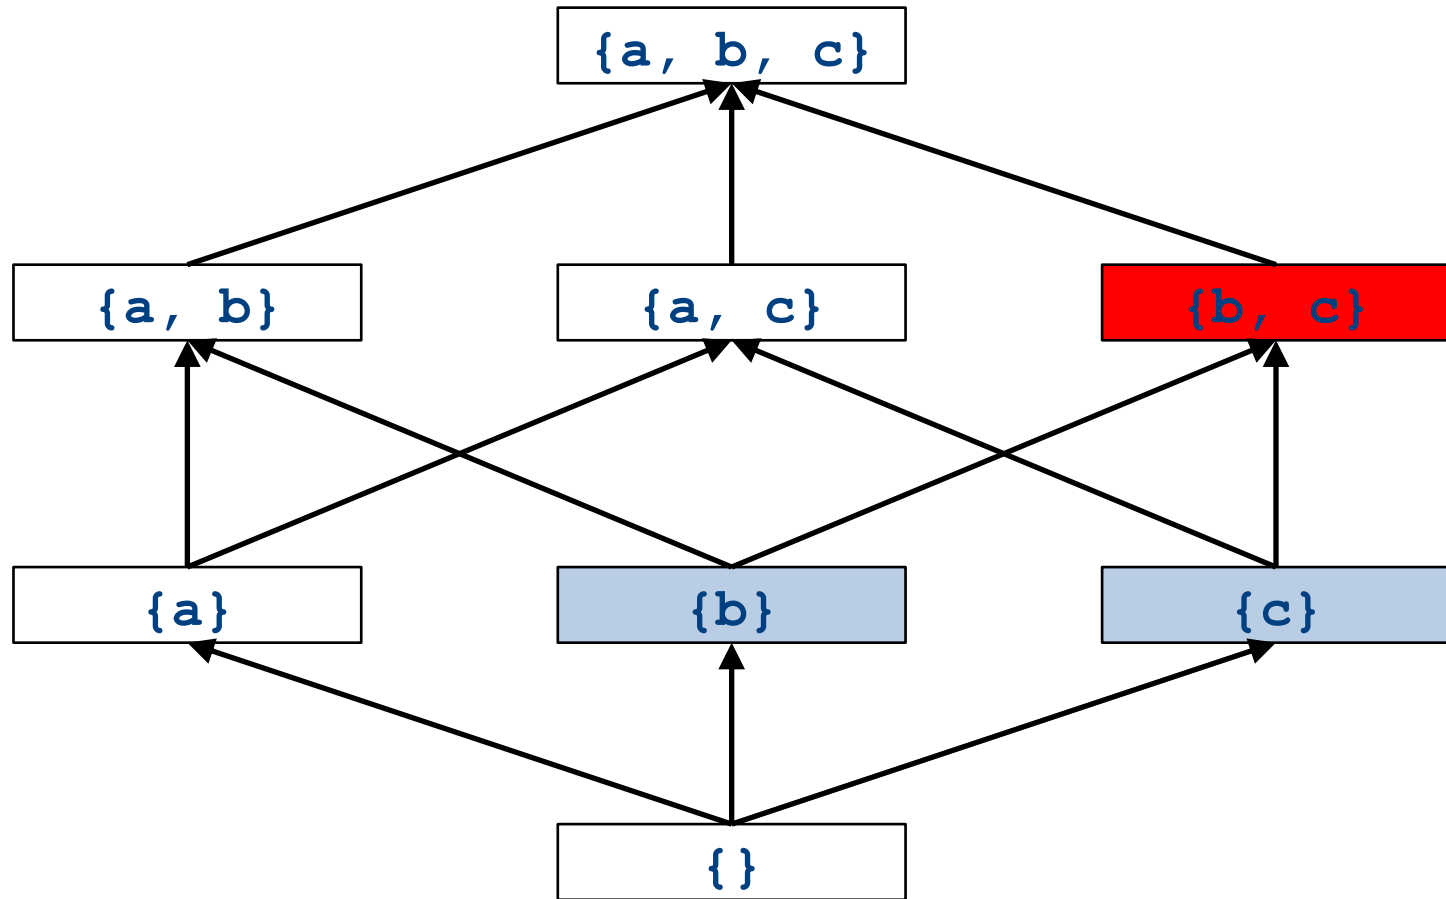 {a, b, c}
{a, b}
{a, c}
{b, c}
{a}
{b}
{c}
{}